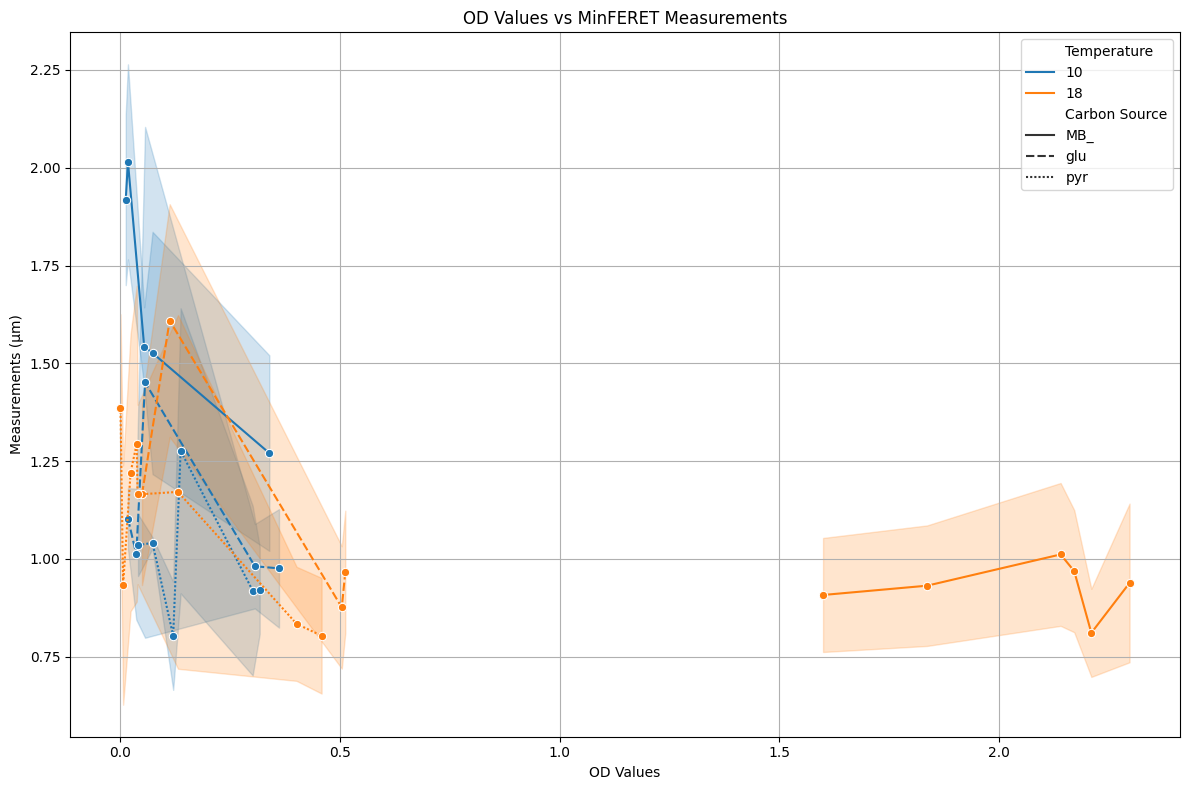 OD Values vs MinFERET Measurements
Temperature
10
18
Carbon Source
MB_
glu
pyr
Measurements (µm)
2.25
2.00
1.75
1.50
1.25
1.00
0.75
0.0
0.5
1.0
1.5
2.0
OD Values